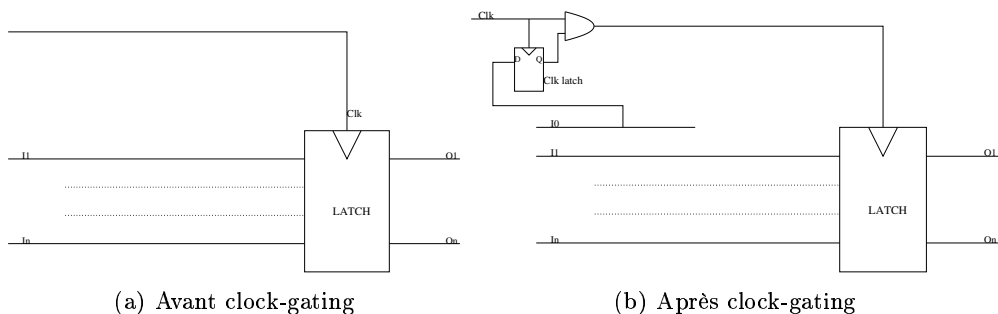 Clk
I1
In
LATCH
O1
On
(a) Avant clock-gating
Clk
D
Q
Clk latch
I0
I1
In
LATCH
O1
On
(b) Après clock-gating